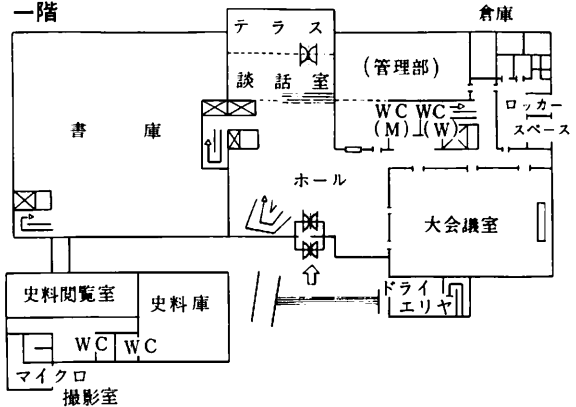 一階
倉庫
テラス
談話室
(管理部)
WC
(M)
WC
(W)
ロッカー
スペース
書庫
ホール
大会議室
ドライ
エリヤ
史料閲覧室
史料庫
WC
WC
マイクロ
撮影室